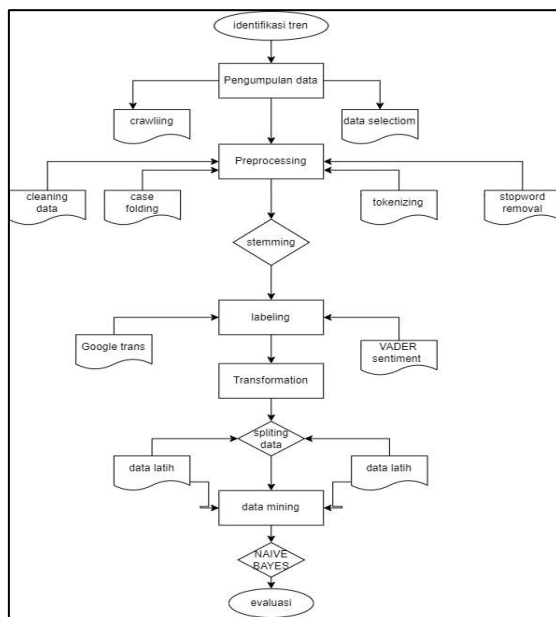 identifikasi tren
Pengumpulan data
crawliing
data selectiom
Preprocessing
cleaning
data
case
folding
tokenizing
stopword
removal
stemming
labeling
Google trans
VADER
sentiment
Transformation
spliting
data
data latih
data latih
data mining
NAIVE
BAYES
evaluasi